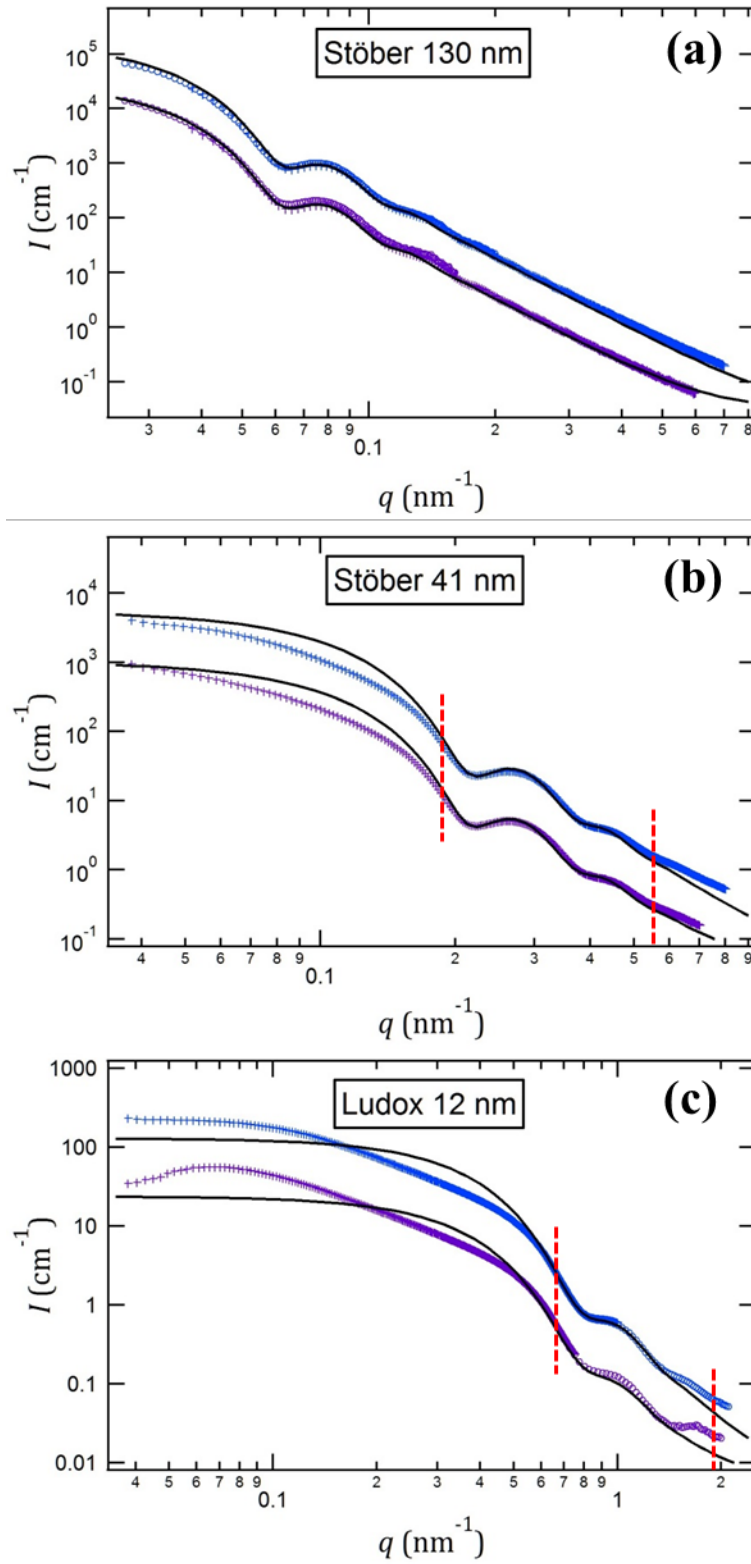 Stöber 130 nm
(a)
10^5
10^4
10^3
10^2
10^1
10^0
10^-1
I (cm^-1)
3 4 5 6 7 8 9 2 3 4 5 6 7 8
0.1
q (nm^-1)
Stöber 41 nm
(b)
10^4
10^3
10^2
10^1
10^0
10^-1
I (cm^-1)
4 5 6 7 8 9 2 3 4 5 6 7 8 9
0.1
q (nm^-1)
Ludox 12 nm
(c)
1000
100
10
1
0.1
0.01
I (cm^-1)
4 5 6 7 8 9 2 3 4 5 6 7 8 9 2
0.1 1
q (nm^-1)